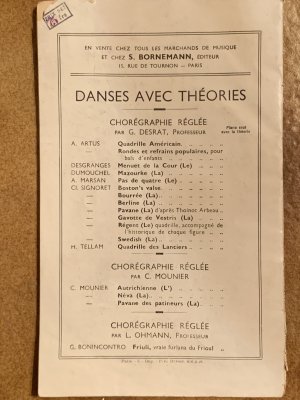 EN VENTE CHEZ TOUS LES MARCHANDS DE MUSIQUE
ET CHEZ S. BORNEMANN, ÉDITEUR
15, RUE DE TOURNON — PARIS
DANSES AVEC THÉORIES
CHORÉGRAPHIE RÉGLÉE
PAR G. DESRAT, PROFESSEUR
Piano seul
avec la théorie
A. ARTUS Quadrille Américain.
Rondes et refrains populaires, pour
bals d'enfants
DESGRANGES Menuet de la Cour (Le)
DUMOUCHEL Mazourke (La)
A. MARSAN Pas de quatre (Le)
Cl. SIGNORET Boston's valse.
— Bourrée (La)
— Berline (La)
— Pavane (La) d'après Thoinot Arbeau
— Gavotte de Vestris (La)
— Régent (Le) quadrille, accompagné de
l'historique de chaque figure
— Swedish (La)
H. TELLAM Quadrille des Lanciers
CHORÉGRAPHIE RÉGLÉE
PAR C. MOUNIER
C. MOUNIER Autrichienne (L')
— Néva (La)
— Pavane des patineurs (La)
CHORÉGRAPHIE RÉGLÉE
PAR L. OHMANN, PROFESSEUR
G. BONINCONTRO Friuli, vraie furlana du Frioul